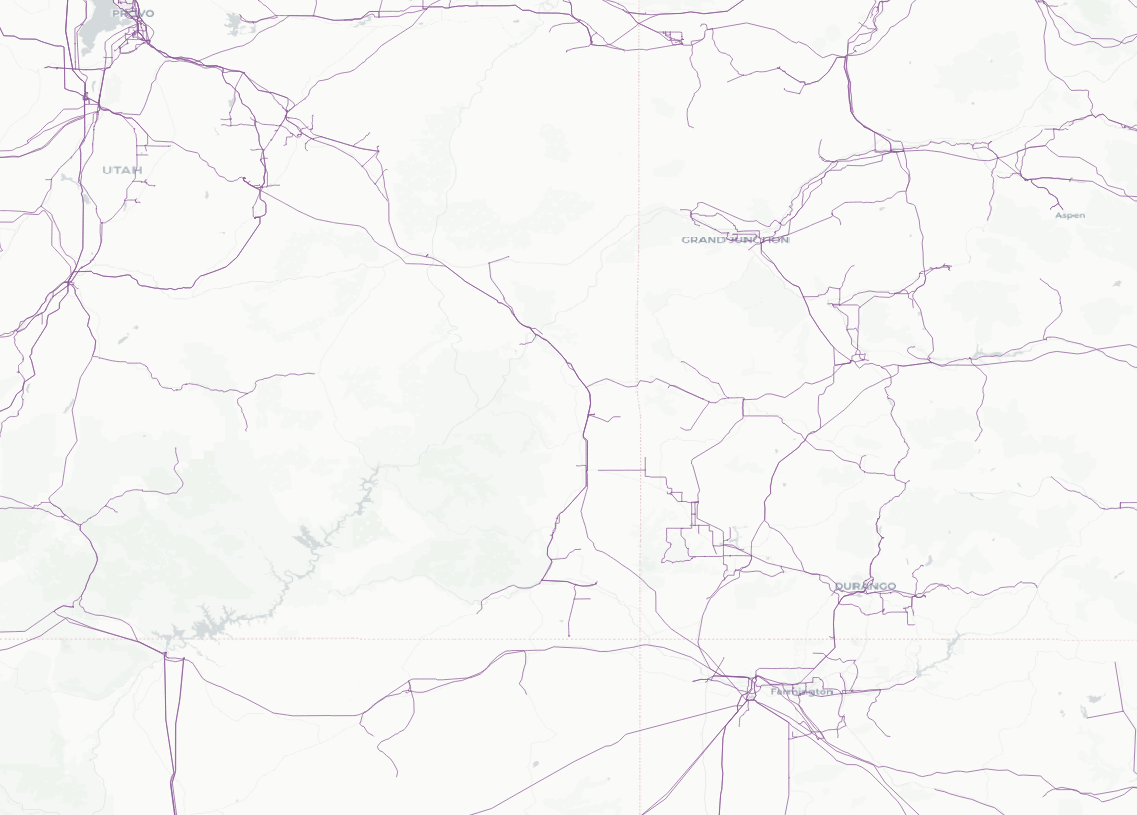 PROVO
UTAH
Aspen
GRAND JUNCTION
DURANGO
Farmington